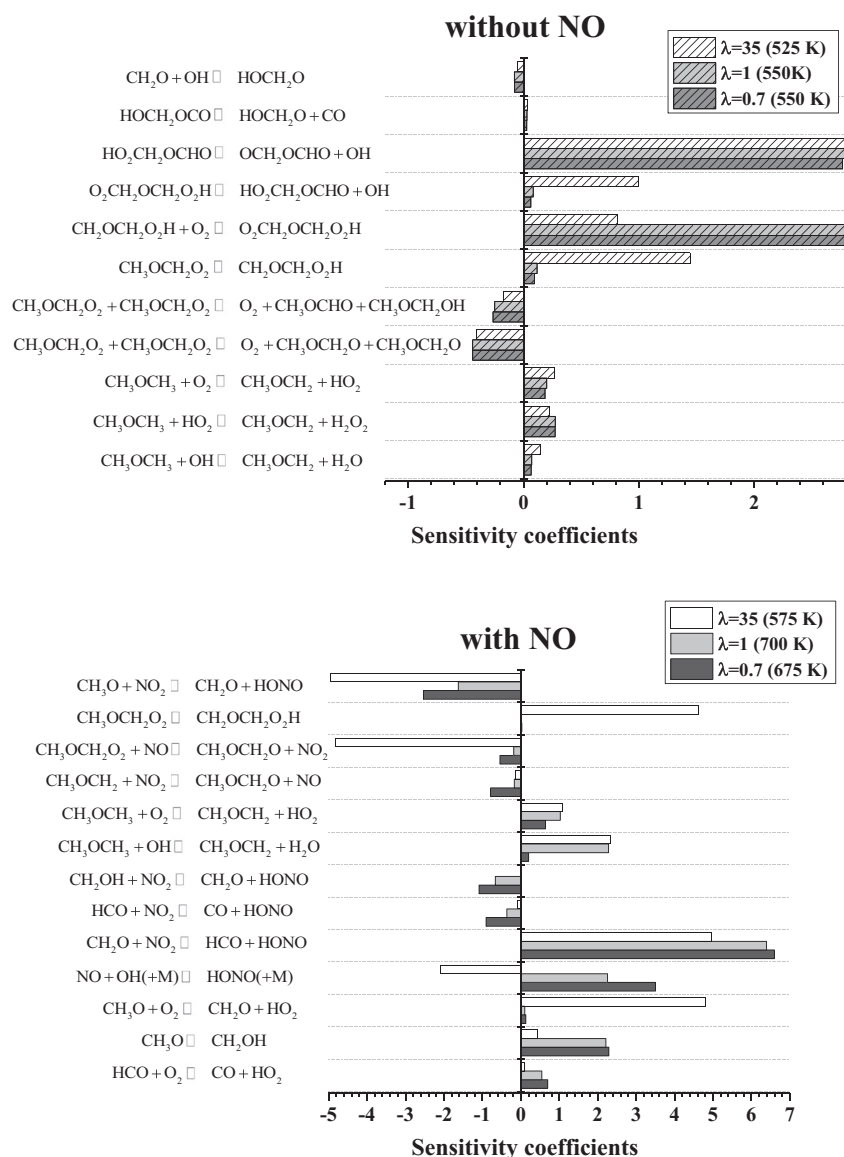 without NO
λ=35 (525 K)
λ=1 (550K)
λ=0.7 (550 K)
CH₂O + OH □ HOCH₂O
HOCH₂OCO □ HOCH₂O + CO
HO₂CH₂OCHO □ OCH₂OCHO + OH
O₂CH₂OCH₂O₂H □ HO₂CH₂OCHO + OH
CH₂OCH₂O₂H + O₂ □ O₂CH₂OCH₂O₂H
CH₃OCH₂O₂ □ CH₂OCH₂O₂H
CH₃OCH₂O₂ + CH₃OCH₂O₂ □ O₂ + CH₃OCHO + CH₃OCH₂OH
CH₃OCH₂O₂ + CH₃OCH₂O₂ □ O₂ + CH₃OCH₂O + CH₃OCH₂O
CH₃OCH₃ + O₂ □ CH₃OCH₂ + HO₂
CH₃OCH₃ + HO₂ □ CH₃OCH₂ + H₂O₂
CH₃OCH₃ + OH □ CH₃OCH₂ + H₂O
-1 0 1 2
Sensitivity coefficients
with NO
λ=35 (575 K)
λ=1 (700 K)
λ=0.7 (675 K)
CH₃O + NO₂ □ CH₂O + HONO
CH₃OCH₂O₂ □ CH₂OCH₂O₂H
CH₃OCH₂O₂ + NO □ CH₃OCH₂O + NO₂
CH₃OCH₂ + NO₂ □ CH₃OCH₂O + NO
CH₃OCH₃ + O₂ □ CH₃OCH₂ + HO₂
CH₃OCH₃ + OH □ CH₃OCH₂ + H₂O
CH₂OH + NO₂ □ CH₂O + HONO
HCO + NO₂ □ CO + HONO
CH₂O + NO₂ □ HCO + HONO
NO + OH(+M) □ HONO(+M)
CH₃O + O₂ □ CH₂O + HO₂
CH₃O □ CH₂OH
HCO + O₂ □ CO + HO₂
-5 -4 -3 -2 -1 0 1 2 3 4 5 6 7
Sensitivity coefficients